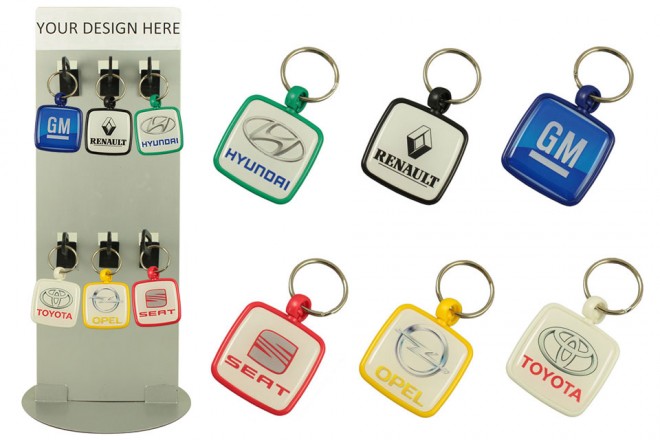 YOUR DESIGN HERE
GM
RENAULT
HYUNDAI
TOYOTA
OPEL
SEAT
HYUNDAI
RENAULT
GM
SEAT
OPEL
TOYOTA